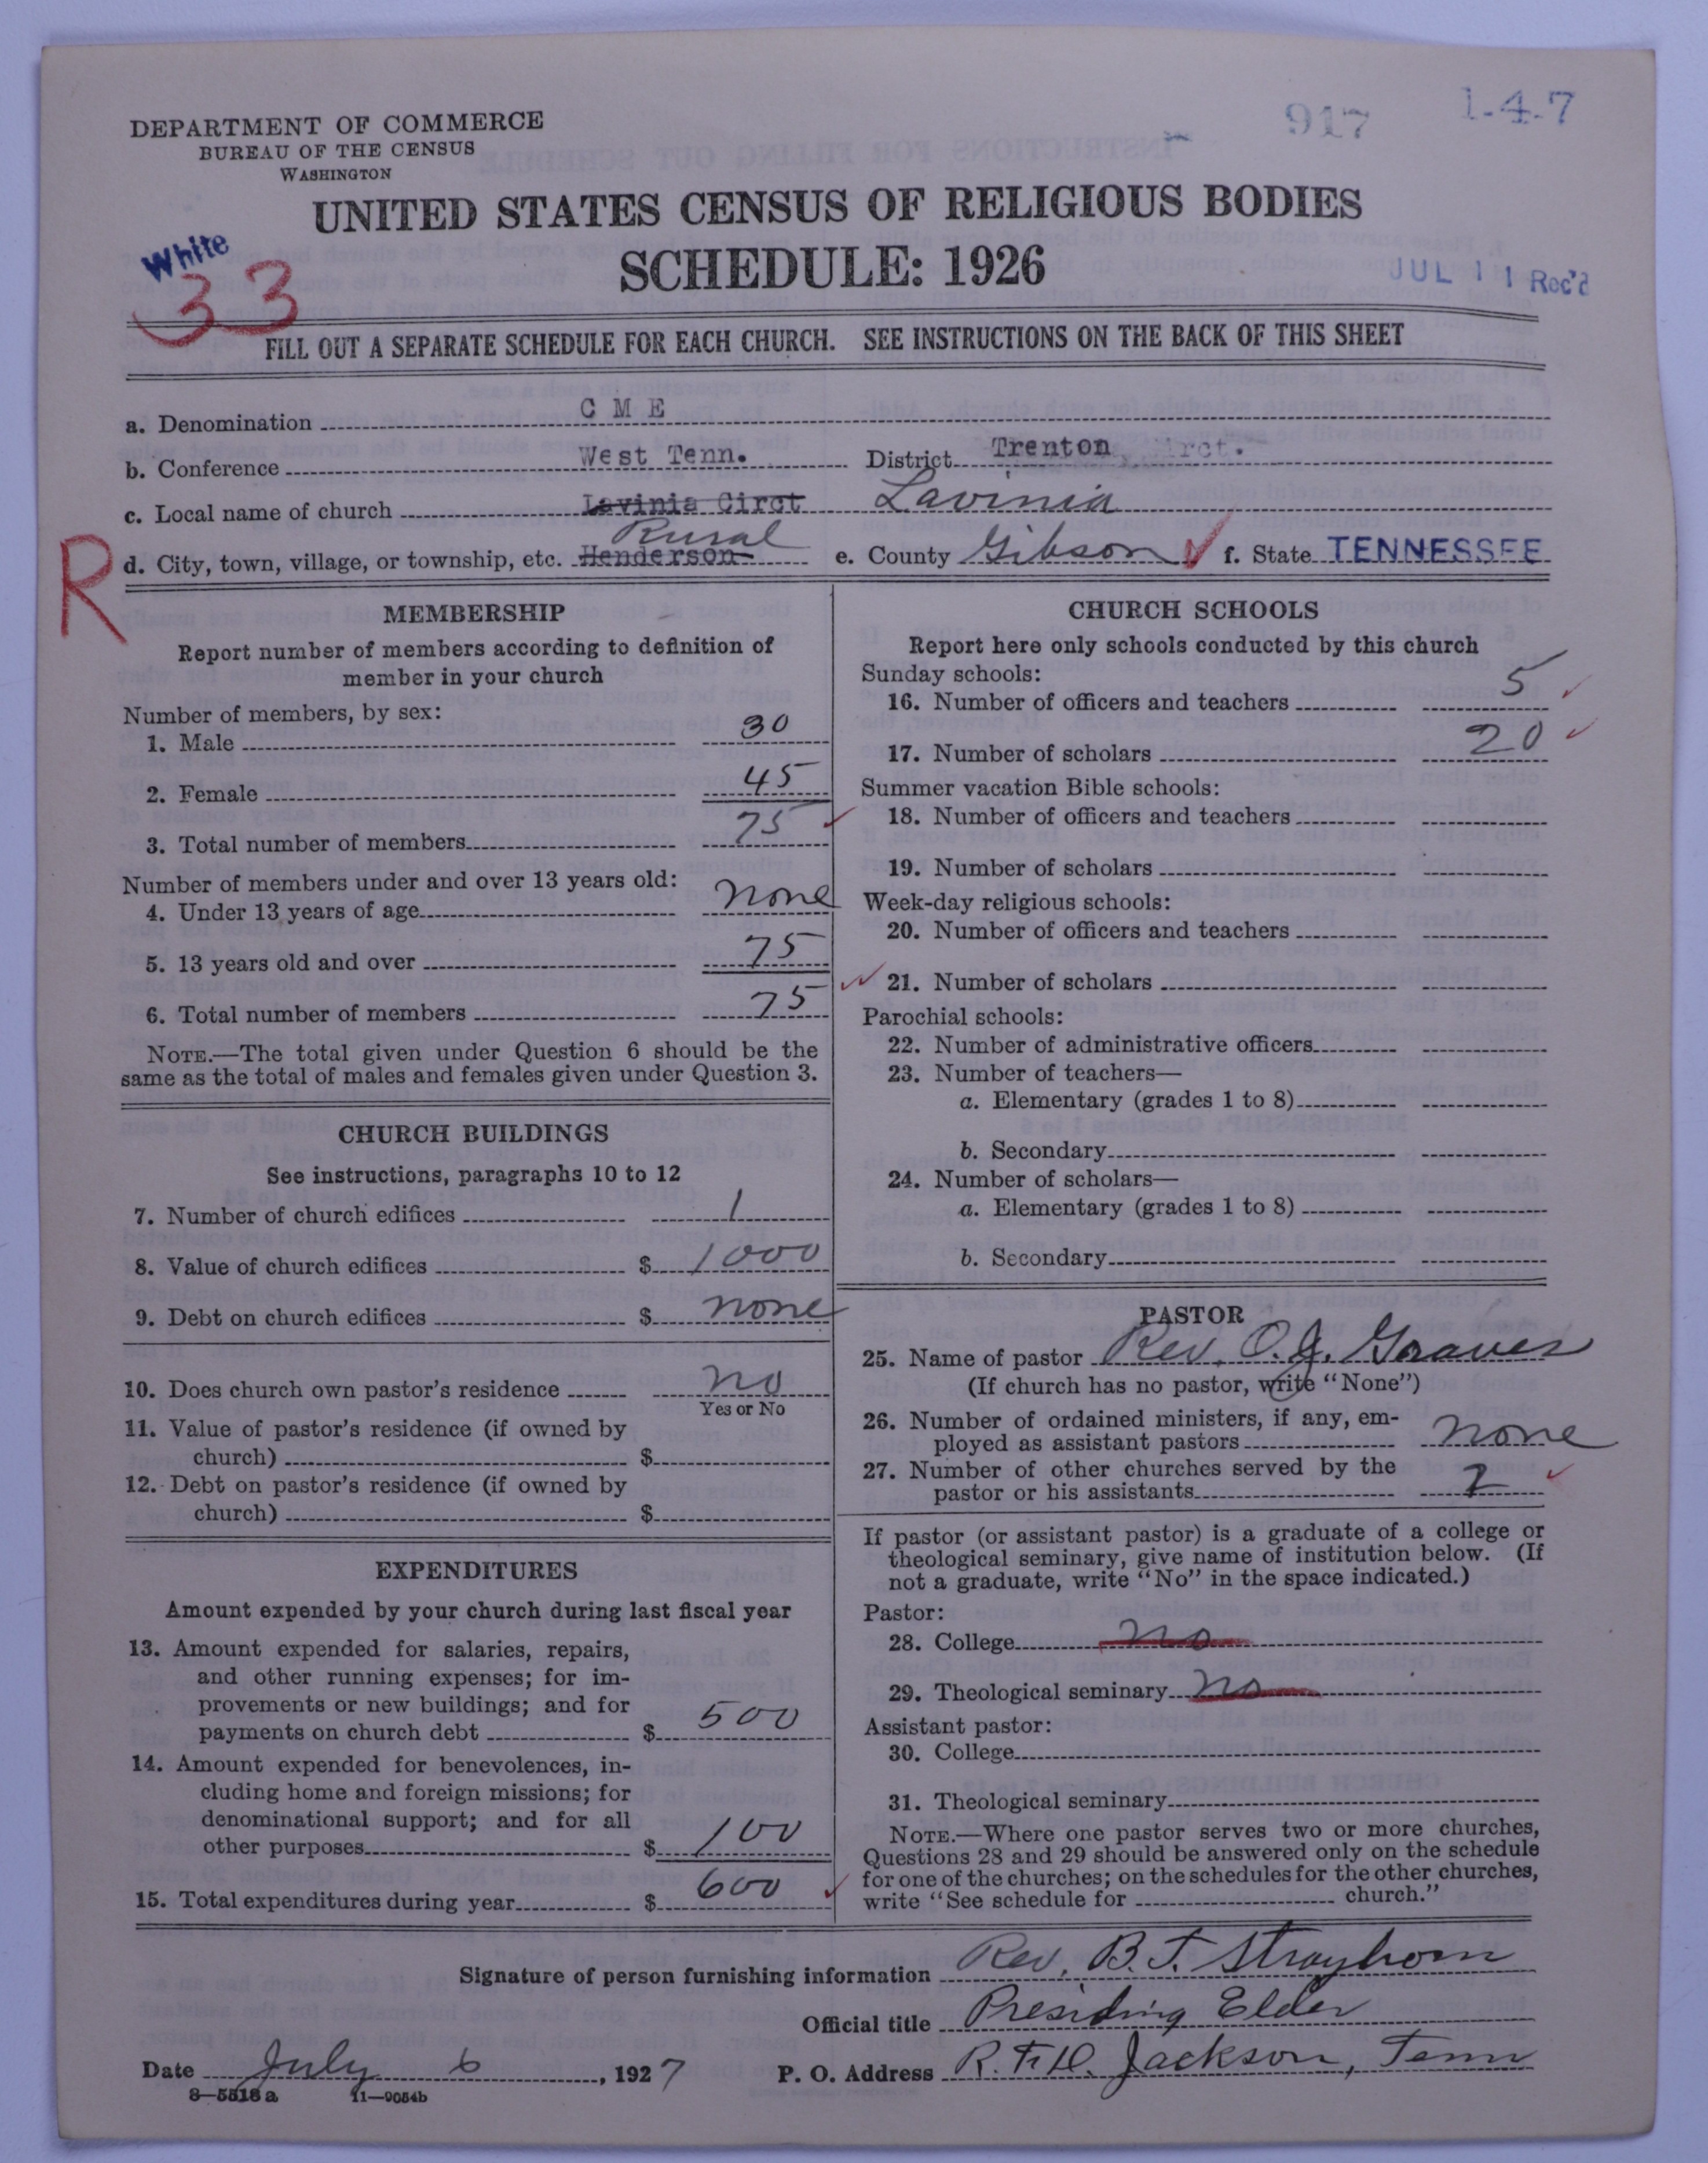 DEPARTMENT OF COMMERCE
BUREAU OF THE CENSUS
WASHINGTON
917 1-4-7
UNITED STATES CENSUS OF RELIGIOUS BODIES
SCHEDULE: 1926
White
33
JUL 11 Rec'd
FILL OUT A SEPARATE SCHEDULE FOR EACH CHURCH. SEE INSTRUCTIONS ON THE BACK OF THIS SHEET
a. Denomination C M E
b. Conference West Tenn. District Trenton
c. Local name of church Lavinia Circt Lavinia
Rural
R
d. City, town, village, or township, etc. Henderson e. County Gibson f. State TENNESSEE
MEMBERSHIP
Report number of members according to definition of
member in your church
Number of members, by sex:
1. Male 30
2. Female 45
3. Total number of members 75
Number of members under and over 13 years old:
4. Under 13 years of age none
5. 13 years old and over 75
6. Total number of members 75
NOTE.—The total given under Question 6 should be the
same as the total of males and females given under Question 3.
CHURCH BUILDINGS
See instructions, paragraphs 10 to 12
7. Number of church edifices 1
8. Value of church edifices $ 1000
9. Debt on church edifices $ none
10. Does church own pastor's residence no
Yes or No
11. Value of pastor's residence (if owned by
church) $
12. Debt on pastor's residence (if owned by
church) $
EXPENDITURES
Amount expended by your church during last fiscal year
13. Amount expended for salaries, repairs,
and other running expenses; for im-
provements or new buildings; and for
payments on church debt $ 500
14. Amount expended for benevolences, in-
cluding home and foreign missions; for
denominational support; and for all
other purposes $ 100
15. Total expenditures during year $ 600
CHURCH SCHOOLS
Report here only schools conducted by this church
Sunday schools:
16. Number of officers and teachers 5
17. Number of scholars 20
Summer vacation Bible schools:
18. Number of officers and teachers
19. Number of scholars
Week-day religious schools:
20. Number of officers and teachers
21. Number of scholars
Parochial schools:
22. Number of administrative officers
23. Number of teachers—
a. Elementary (grades 1 to 8)
b. Secondary
24. Number of scholars—
a. Elementary (grades 1 to 8)
b. Secondary
PASTOR
25. Name of pastor Rev. O. J. Graves
(If church has no pastor, write "None")
26. Number of ordained ministers, if any, em-
ployed as assistant pastors none
27. Number of other churches served by the
pastor or his assistants 2
If pastor (or assistant pastor) is a graduate of a college or
theological seminary, give name of institution below. (If
not a graduate, write "No" in the space indicated.)
Pastor:
28. College no
29. Theological seminary no
Assistant pastor:
30. College
31. Theological seminary
NOTE.—Where one pastor serves two or more churches,
Questions 28 and 29 should be answered only on the schedule
for one of the churches; on the schedules for the other churches,
write "See schedule for church."
Signature of person furnishing information Rev. B. T. Strayhorn
Official title Presiding Elder
Date July 6, 1927 P. O. Address R. F. D. Jackson, Tenn
8—5518 a 11—9054b